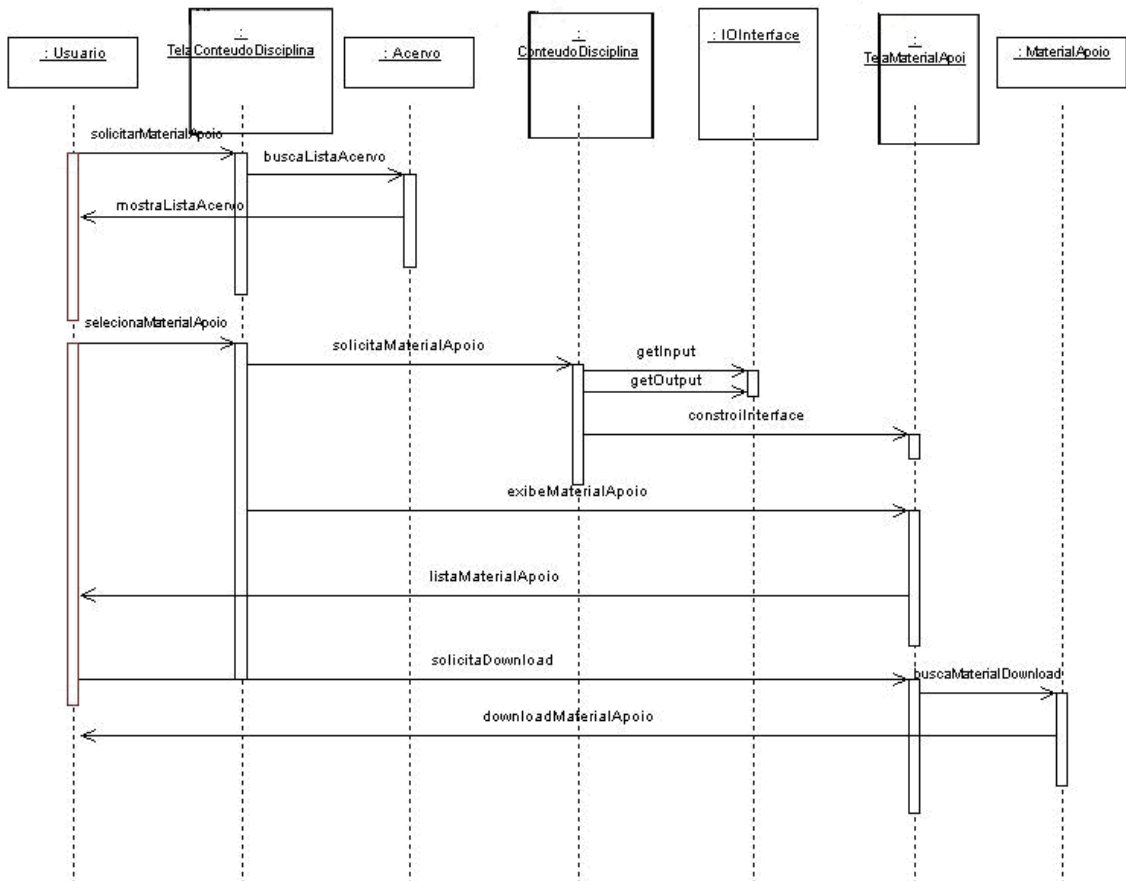 : Usuario
:
TelaConteudoDisciplina
: Acervo
:
ConteudoDisciplina
: IOInterface
:
TelaMaterialApoi
: MaterialApoio
solicitarMaterialApoio
buscaListaAcervo
mostraListaAcervo
selecionaMaterialApoio
solicitaMaterialApoio
getInput
getOutput
constroiInterface
exibeMaterialApoio
listaMaterialApoio
solicitaDownload
buscaMaterialDownload
downloadMaterialApoio